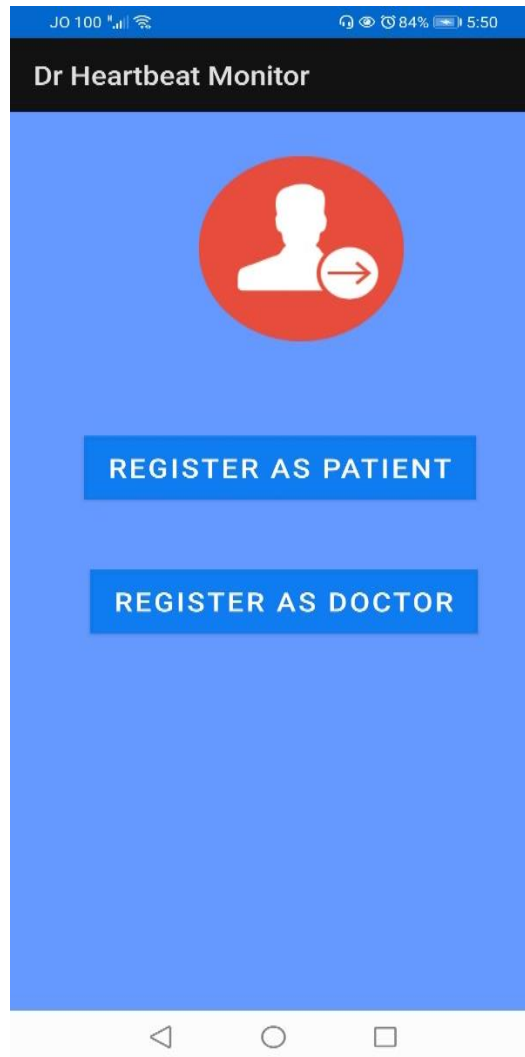 JO 100 H 84% 5:50
Dr Heartbeat Monitor
REGISTER AS PATIENT
REGISTER AS DOCTOR